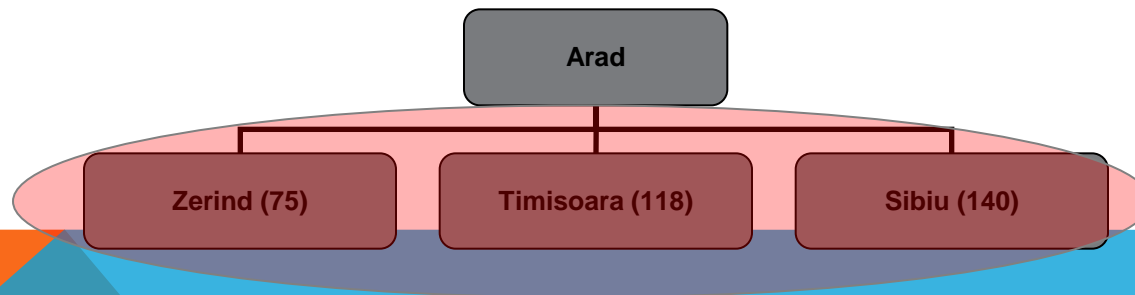 Arad
Zerind (75)
Timisoara (118)
Sibiu (140)